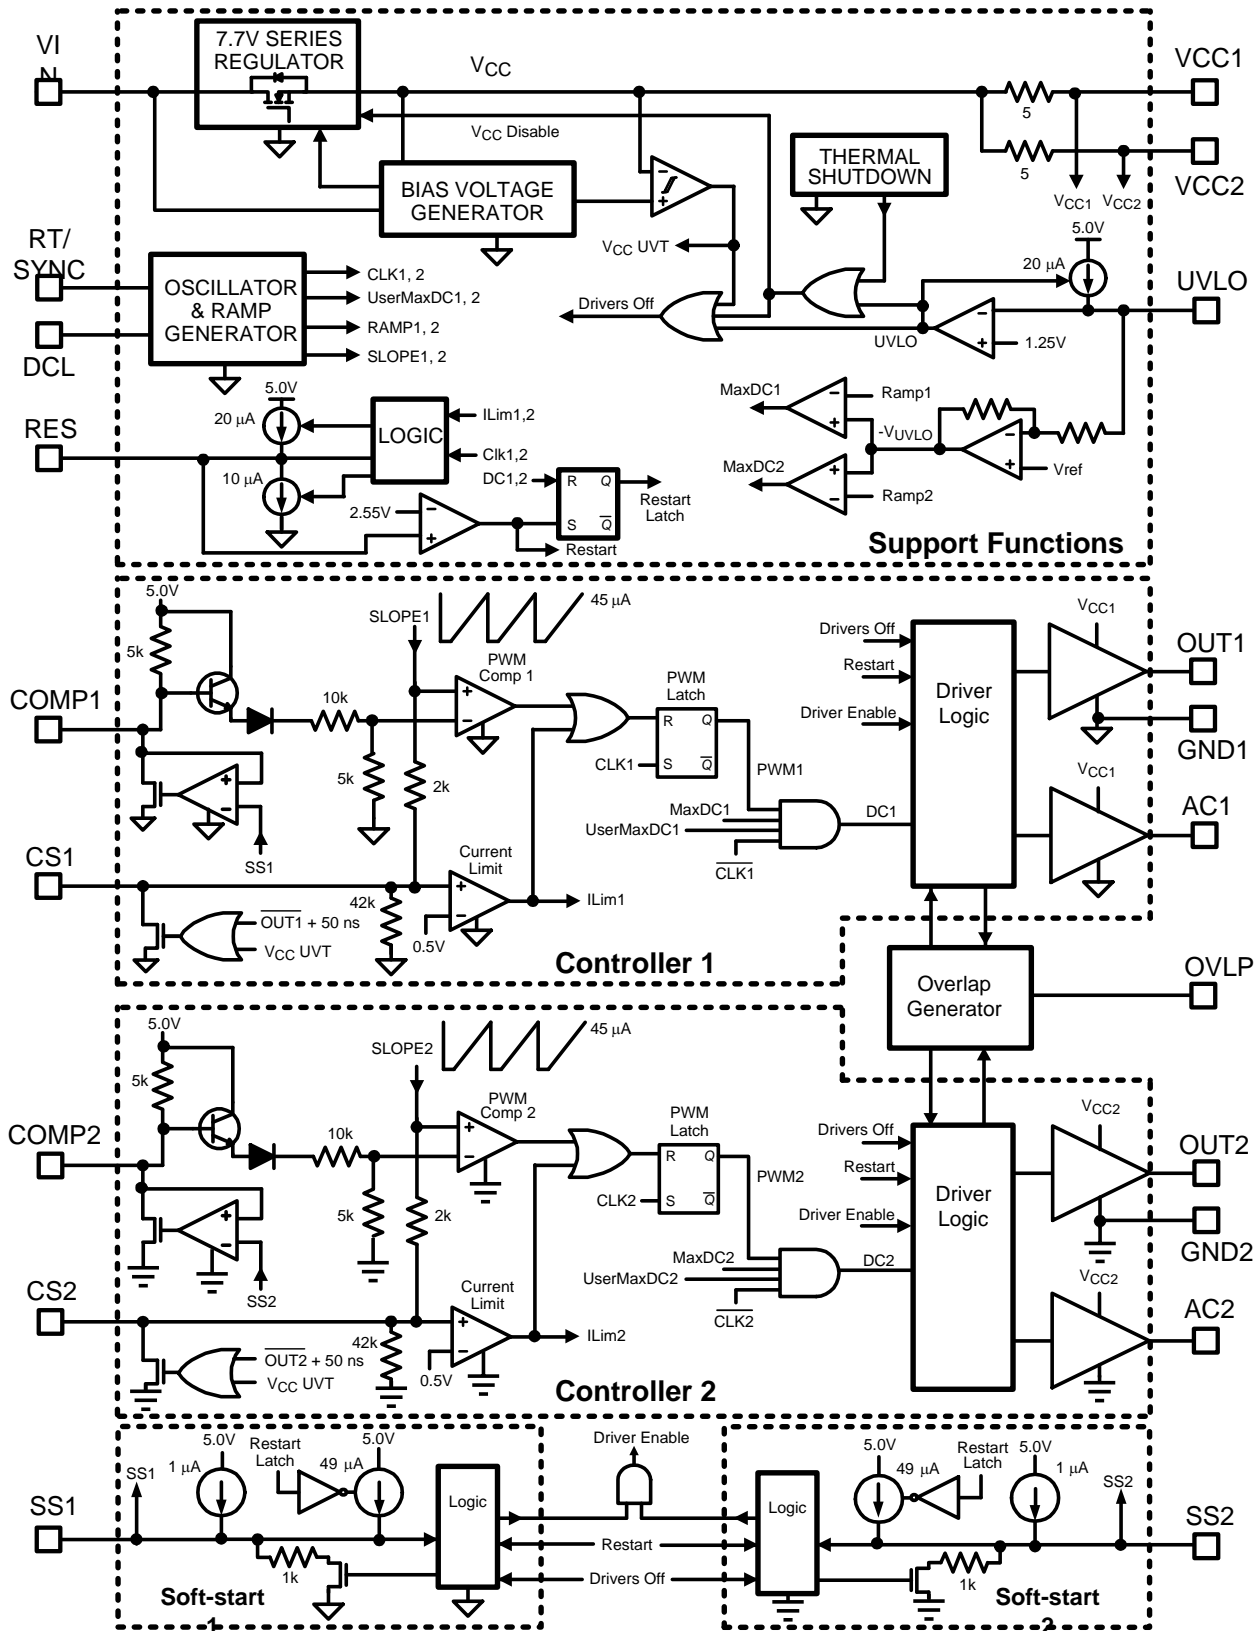 VI
N
7.7V SERIES
REGULATOR
VCC
VCC1
5
VCC Disable
5
VCC2
THERMAL
SHUTDOWN
BIAS VOLTAGE
GENERATOR
−
+
VCC1
VCC2
VCC UVT
5.0V
20 µA
RT/
SYNC
OSCILLATOR
& RAMP
GENERATOR
CLK1, 2
UserMaxDC1, 2
RAMP1, 2
SLOPE1, 2
Drivers Off
UVLO
−
+
1.25V
UVLO
DCL
5.0V
20 µA
LOGIC
ILim1,2
Clk1,2
RES
10 µA
DC1,2
R
Q
S
Q
Restart
Latch
2.55V
−
+
Restart
MaxDC1
−
+
Ramp1
-VUVLO
−
+
Vref
MaxDC2
+
−
Ramp2
Support Functions
5.0V
5k
SLOPE1
45 µA
COMP1
10k
PWM
Comp 1
+
−
5k
2k
PWM
Latch
R
Q
S
Q
CLK1
PWM1
MaxDC1
UserMaxDC1
CLK1
DC1
Drivers Off
Restart
Driver Enable
Driver
Logic
VCC1
OUT1
GND1
VCC1
AC1
+
−
SS1
CS1
Current
Limit
+
−
42k
0.5V
ILim1
OUT1 + 50 ns
VCC UVT
Controller 1
Overlap
Generator
OVLP
5.0V
5k
SLOPE2
45 µA
COMP2
10k
PWM
Comp 2
+
−
5k
2k
PWM
Latch
R
Q
S
Q
CLK2
PWM2
MaxDC2
UserMaxDC2
CLK2
DC2
Drivers Off
Restart
Driver Enable
Driver
Logic
VCC2
OUT2
GND2
VCC2
AC2
+
−
SS2
CS2
Current
Limit
+
−
42k
0.5V
ILim2
OUT2 + 50 ns
VCC UVT
Controller 2
SS1
SS1
5.0V
1 µA
Restart
Latch
5.0V
49 µA
Logic
1k
Soft-start
1
Driver Enable
Restart
Drivers Off
Logic
5.0V
49 µA
Restart
Latch
5.0V
1 µA
SS2
SS2
1k
Soft-start
2